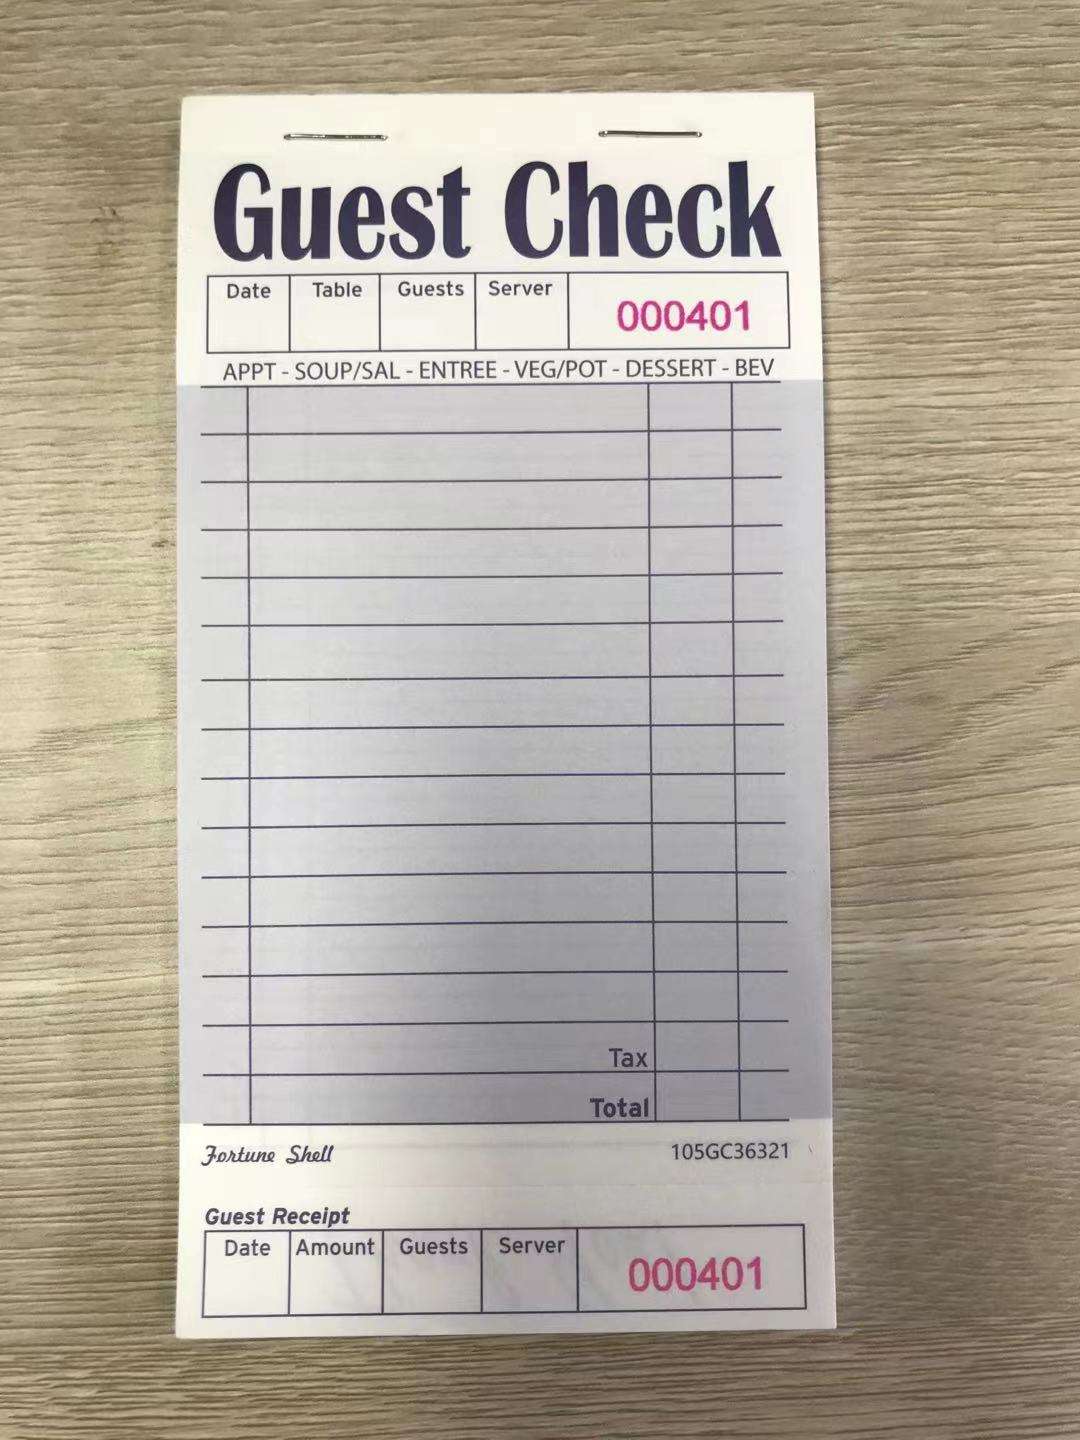 Guest Check
Date Table Guests Server 000401
APPT - SOUP/SAL - ENTREE - VEG/POT - DESSERT - BEV
Tax
Total
Fortune Shell 105GC36321
Guest Receipt
Date Amount Guests Server 000401